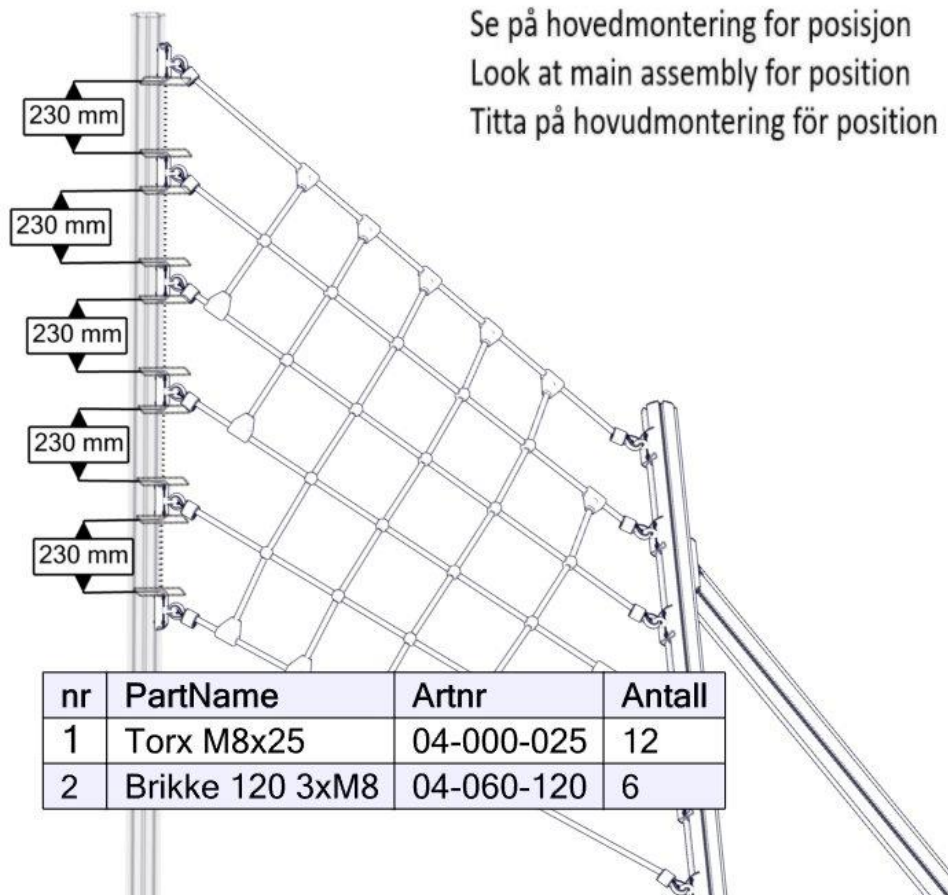 Se på hovedmontering for posisjon
Look at main assembly for position
Titta på hovudmontering för position
230 mm
230 mm
230 mm
230 mm
230 mm
nr PartName Artnr Antall
1 Torx M8x25 04-000-025 12
2 Brikke 120 3xM8 04-060-120 6